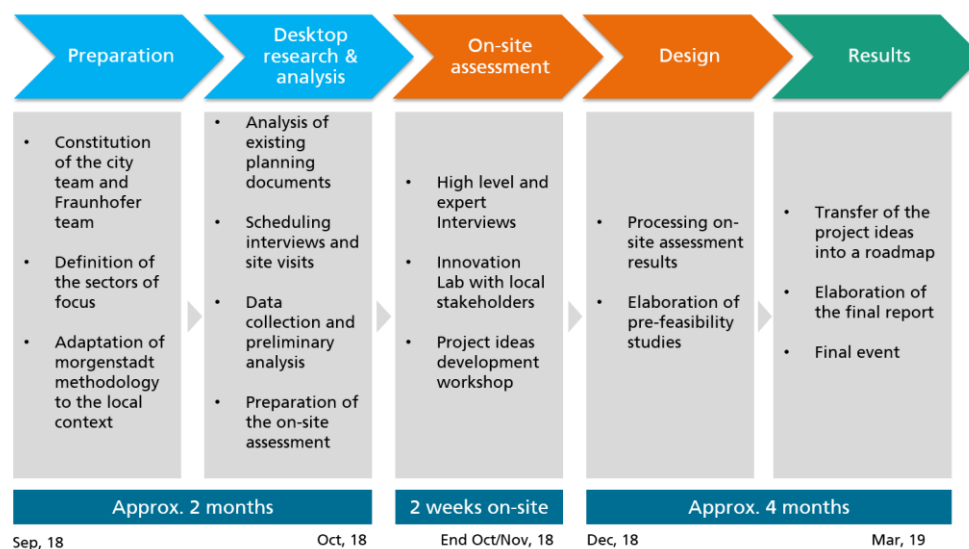 Preparation
Desktop
research &
analysis
On-site
assessment
Design
Results
• Constitution
of the city
team and
Fraunhofer
team
• Definition of
the sectors of
focus
• Adaptation of
morgenstadt
methodology
to the local
context
• Analysis of
existing
planning
documents
• Scheduling
interviews and
site visits
• Data
collection and
preliminary
analysis
• Preparation of
the on-site
assessment
• High level and
expert
Interviews
• Innovation
Lab with local
stakeholders
• Project ideas
development
workshop
• Processing on-
site assessment
results
• Elaboration of
pre-feasibility
studies
• Transfer of the
project ideas
into a roadmap
• Elaboration of
the final report
• Final event
Approx. 2 months
2 weeks on-site
Approx. 4 months
Sep, 18
Oct, 18
End Oct/Nov, 18
Dec, 18
Mar, 19